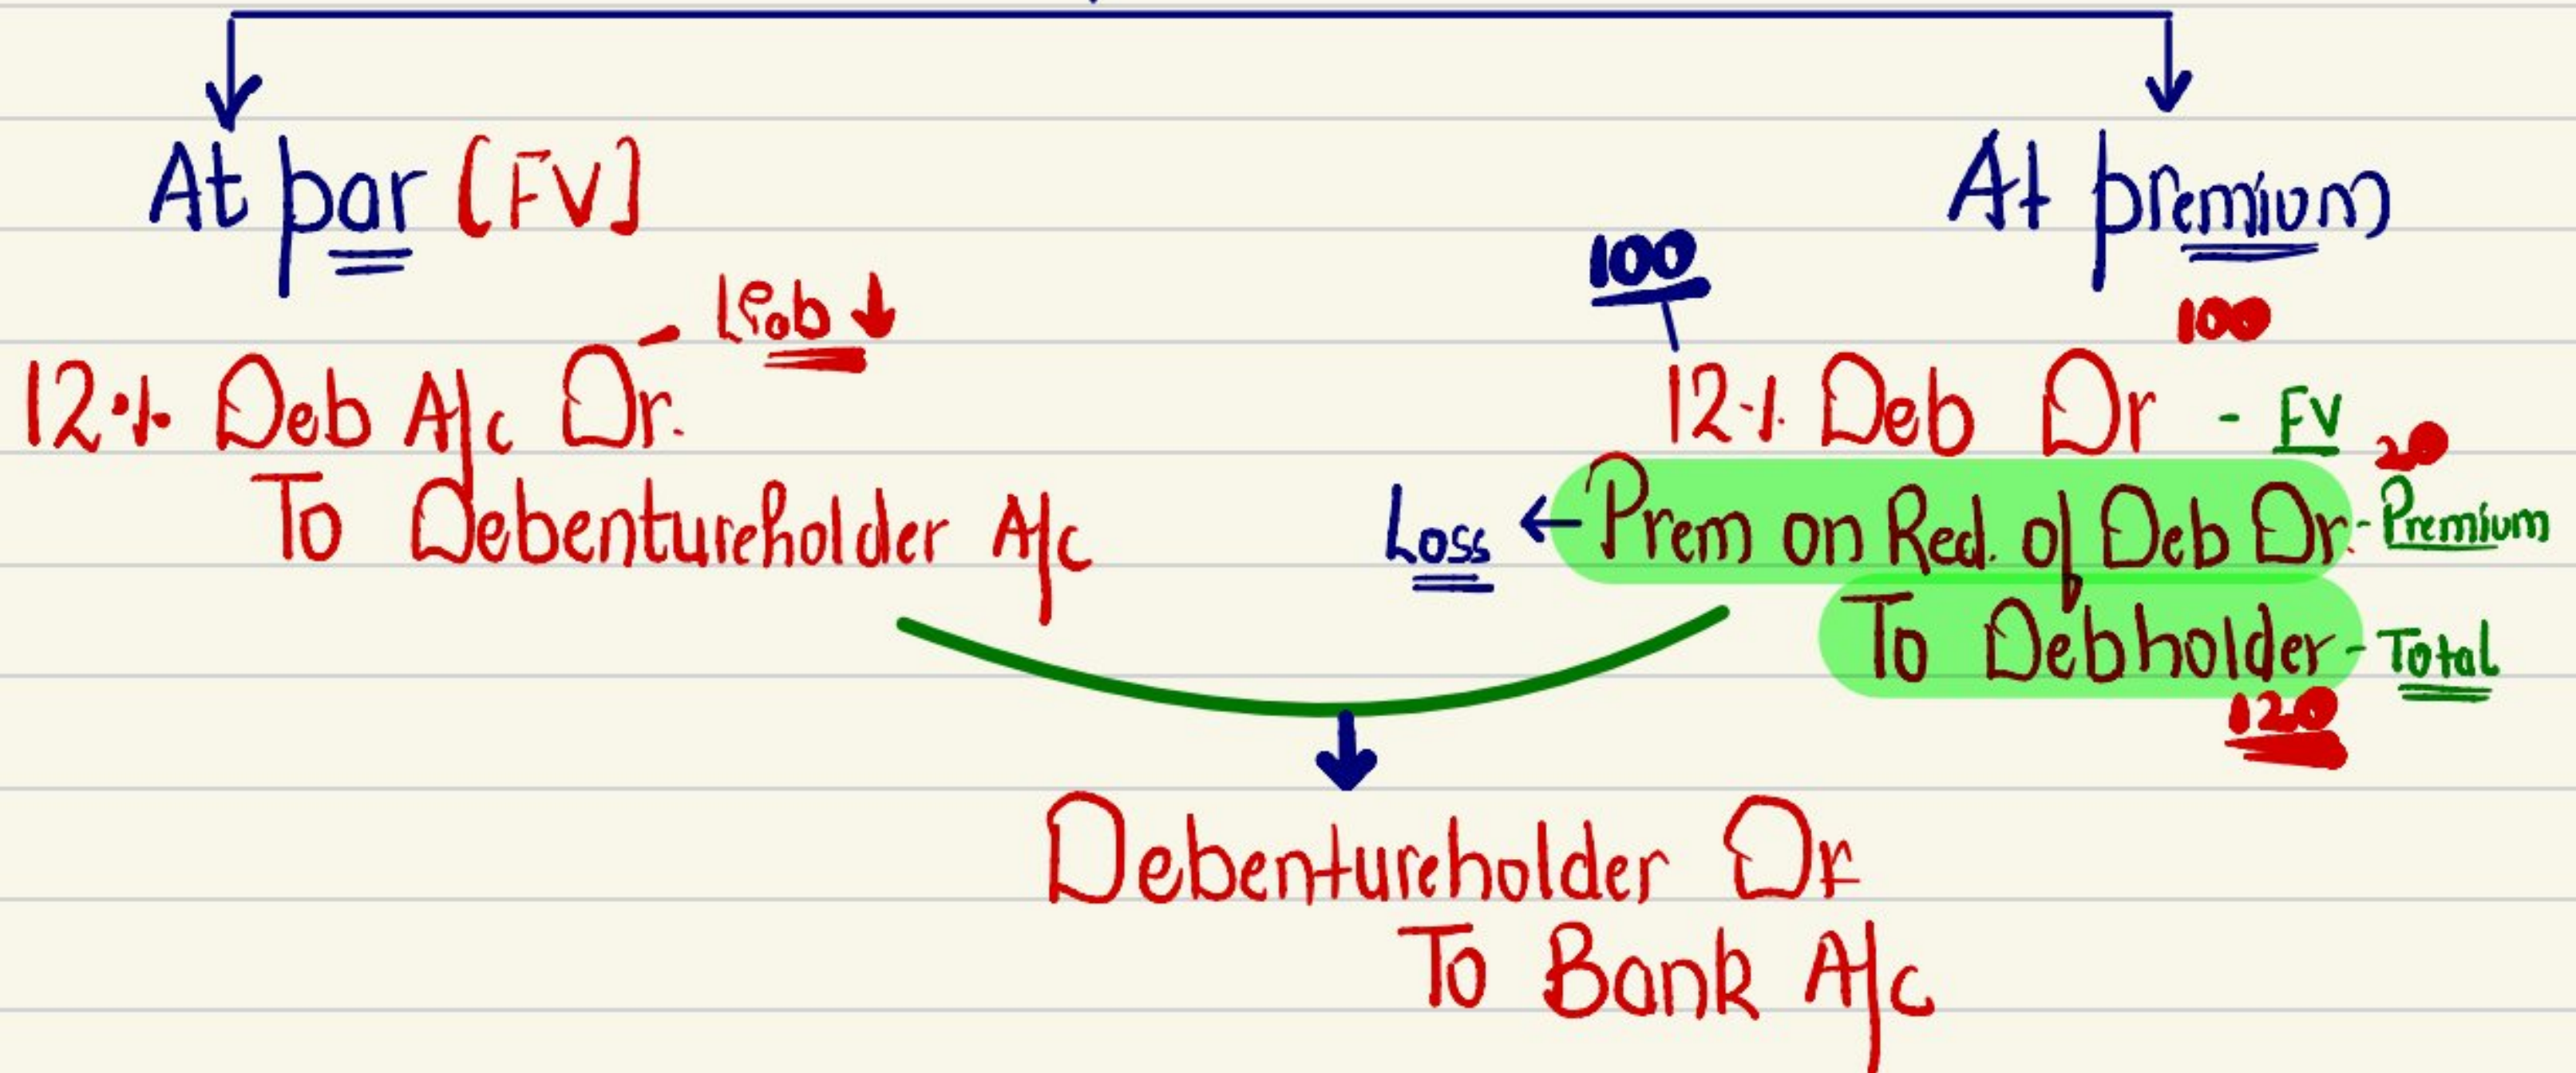 At par [FV]
Liab ↓
12% Deb A/c Dr.
To Debentureholder A/c
At premium
100
100
12% Deb Dr - FV
20
Loss ← Prem on Red. of Deb Dr. - Premium
To Debholder - Total
120
Debentureholder Dr
To Bank A/c